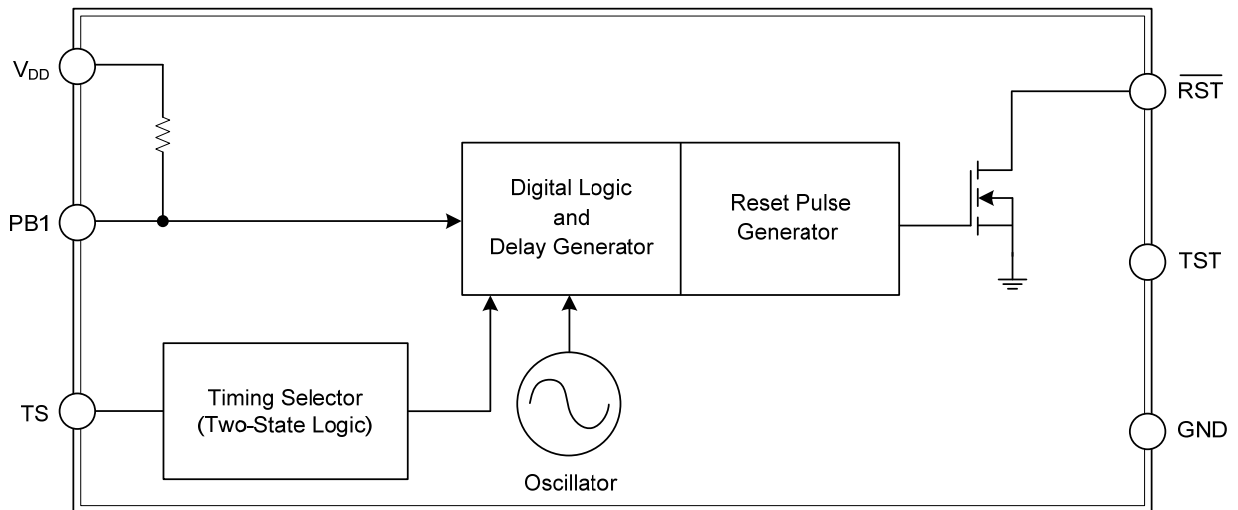 VDD
RST
Digital Logic
and
Delay Generator
Reset Pulse
Generator
PB1
TST
Timing Selector
(Two-State Logic)
TS
GND
Oscillator